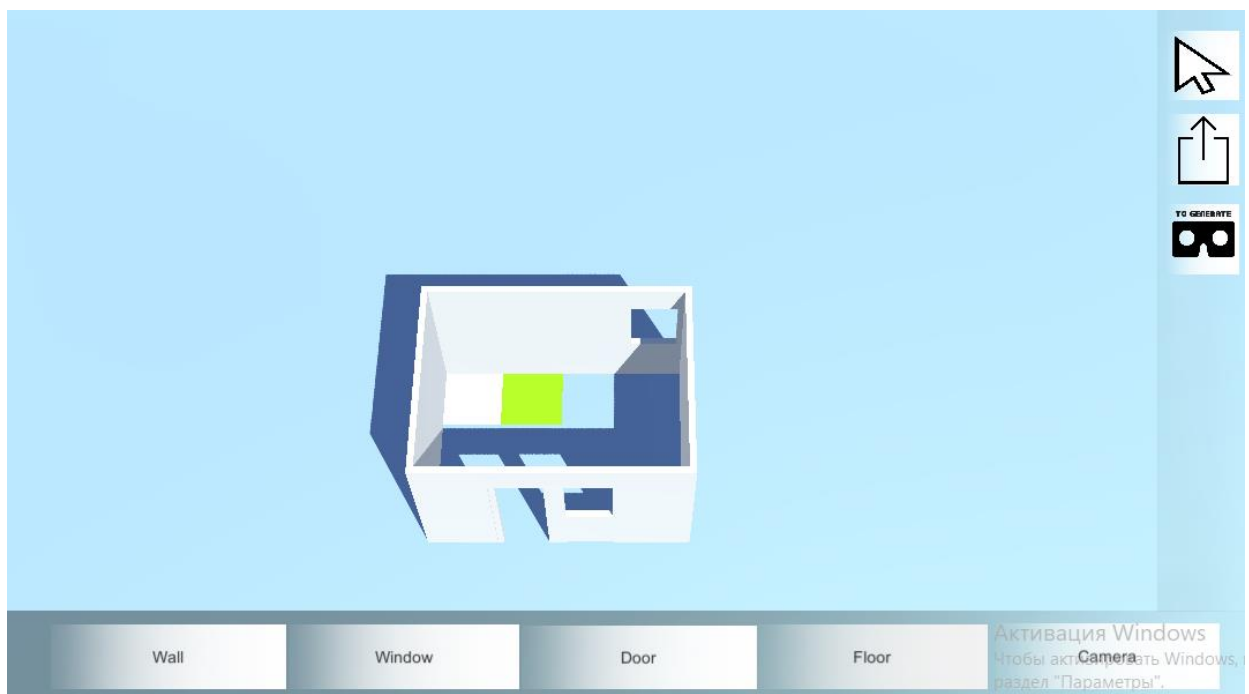 TO GENERATE
Wall
Window
Door
Floor
Camera
Активация Windows
Чтобы активировать Windows,
раздел "Параметры".